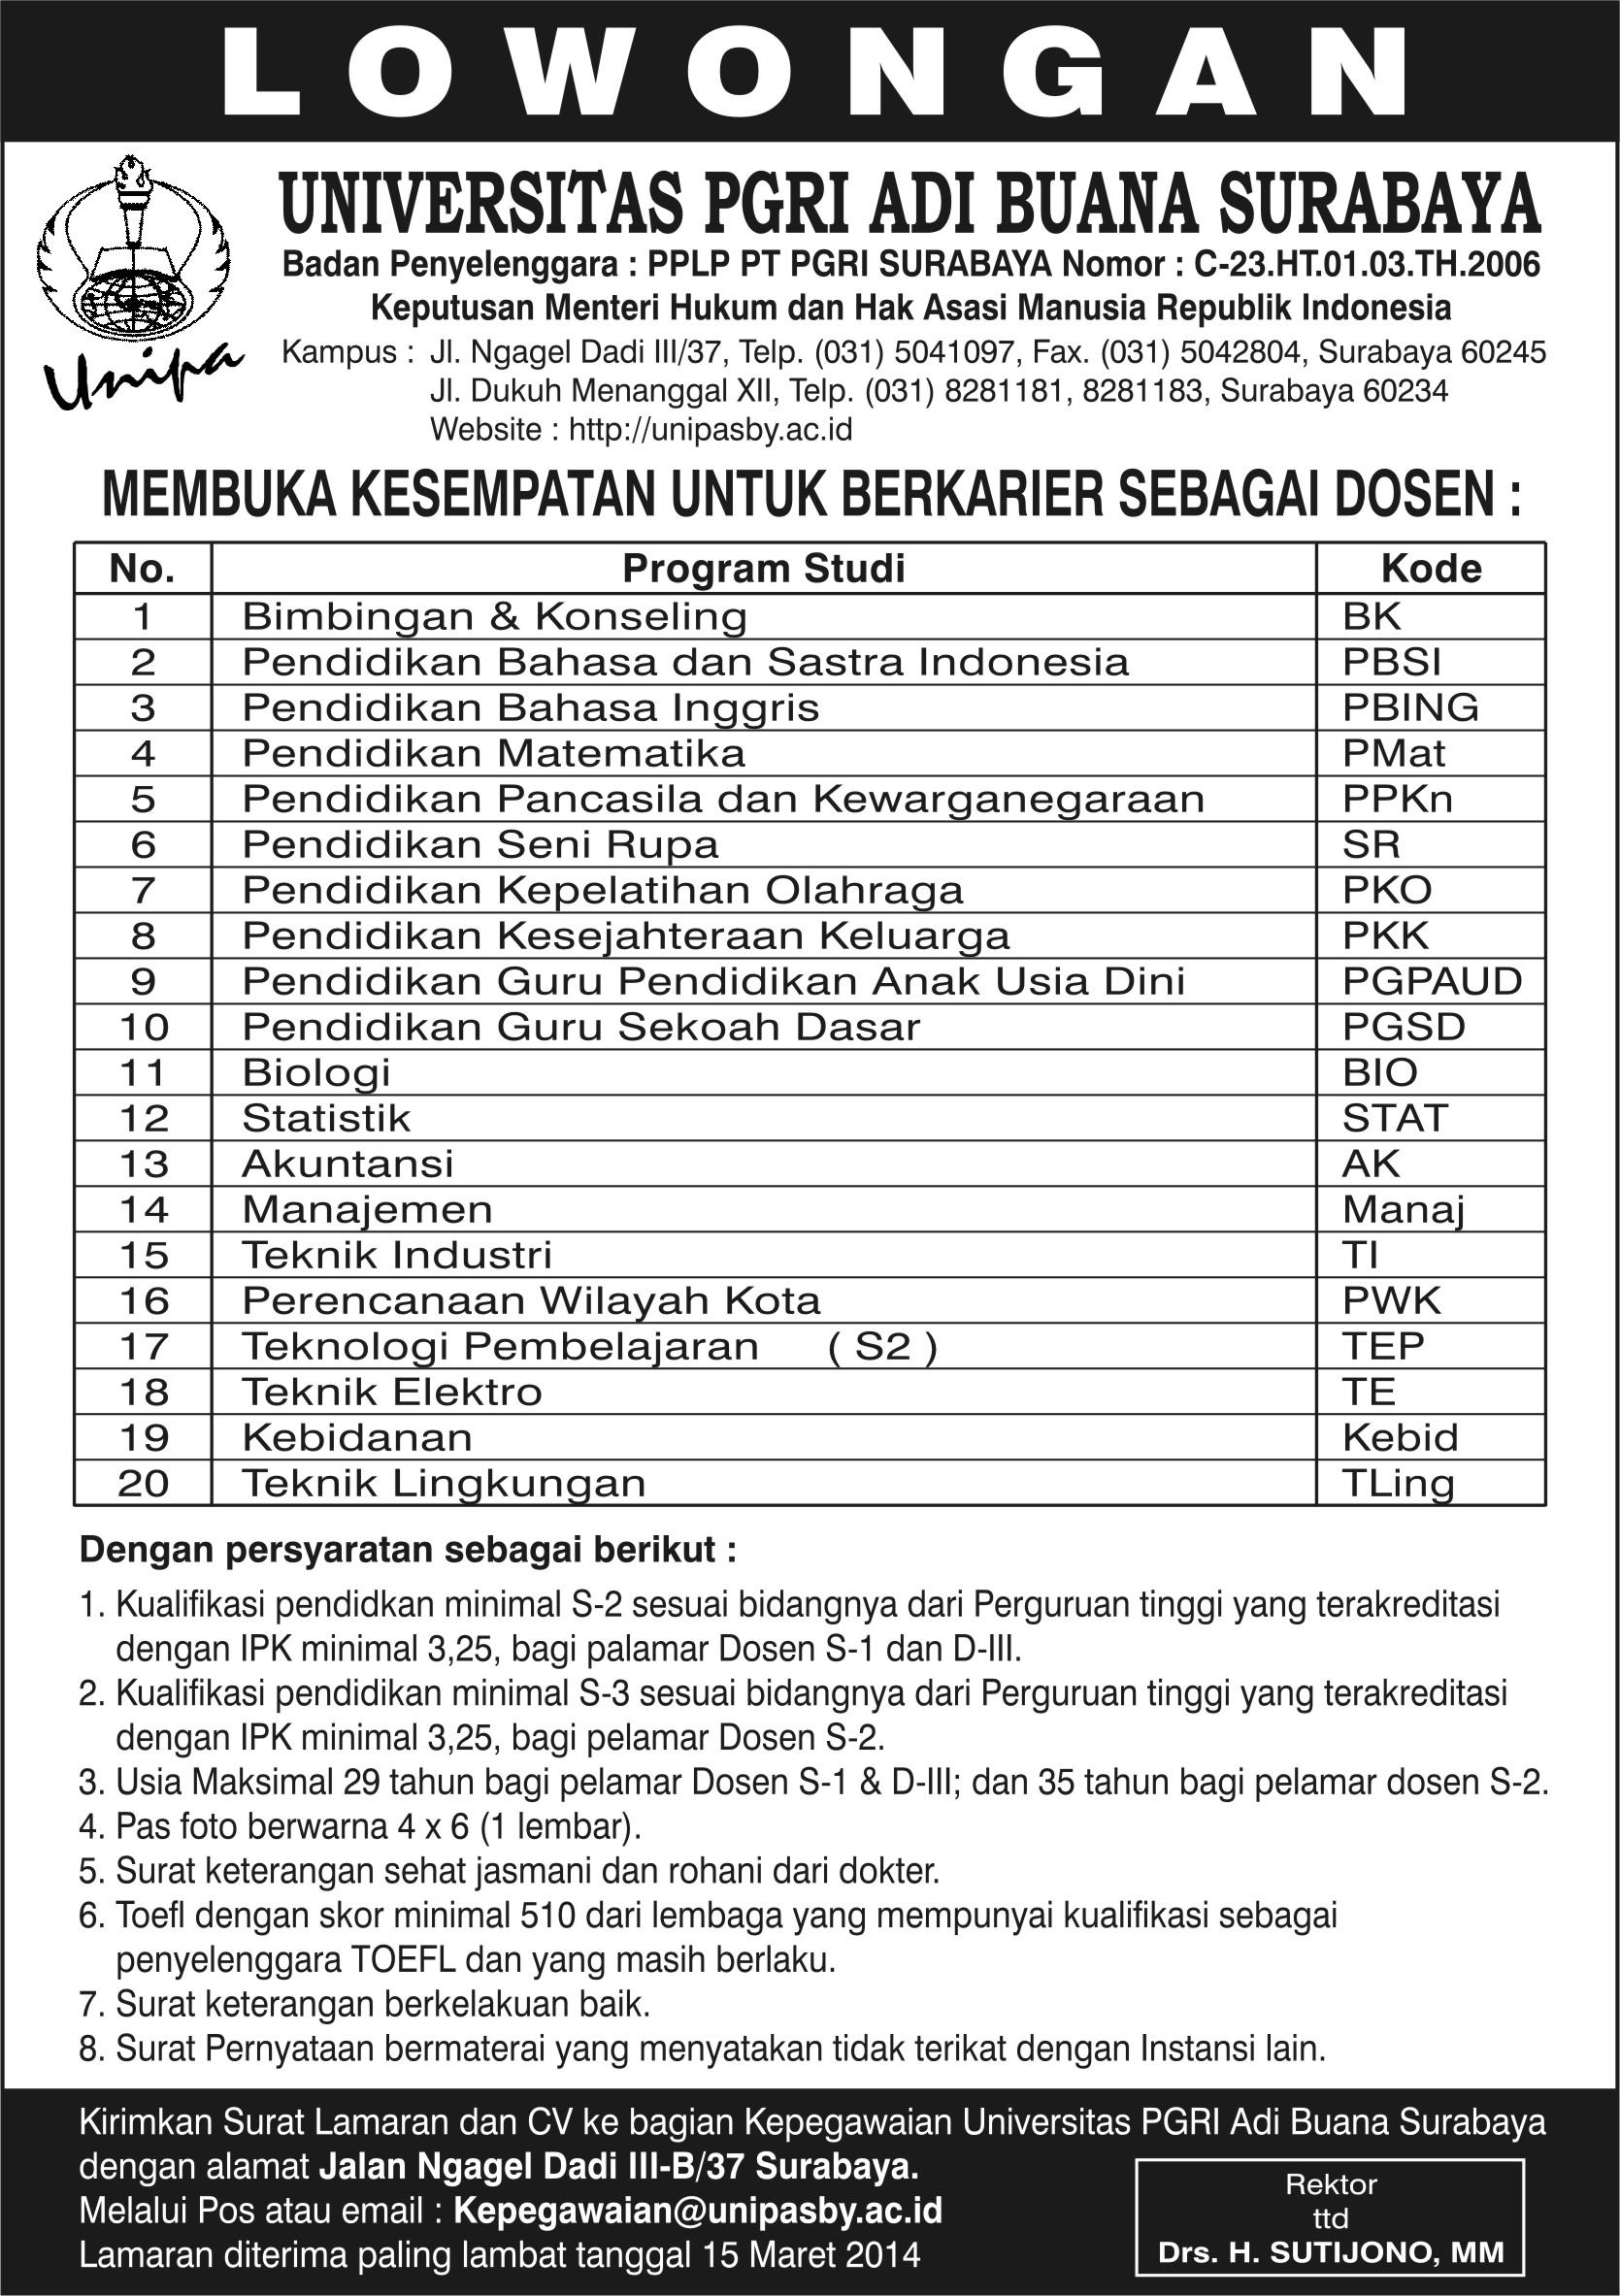 LOWONGAN
Unipa
UNIVERSITAS PGRI ADI BUANA SURABAYA
Badan Penyelenggara : PPLP PT PGRI SURABAYA Nomor : C-23.HT.01.03.TH.2006
Keputusan Menteri Hukum dan Hak Asasi Manusia Republik Indonesia
Kampus : Jl. Ngagel Dadi III/37, Telp. (031) 5041097, Fax. (031) 5042804, Surabaya 60245
Jl. Dukuh Menanggal XII, Telp. (031) 8281181, 8281183, Surabaya 60234
Website : http://unipasby.ac.id
MEMBUKA KESEMPATAN UNTUK BERKARIER SEBAGAI DOSEN :
No. Program Studi Kode
1 Bimbingan & Konseling BK
2 Pendidikan Bahasa dan Sastra Indonesia PBSI
3 Pendidikan Bahasa Inggris PBING
4 Pendidikan Matematika PMat
5 Pendidikan Pancasila dan Kewarganegaraan PPKn
6 Pendidikan Seni Rupa SR
7 Pendidikan Kepelatihan Olahraga PKO
8 Pendidikan Kesejahteraan Keluarga PKK
9 Pendidikan Guru Pendidikan Anak Usia Dini PGPAUD
10 Pendidikan Guru Sekoah Dasar PGSD
11 Biologi BIO
12 Statistik STAT
13 Akuntansi AK
14 Manajemen Manaj
15 Teknik Industri TI
16 Perencanaan Wilayah Kota PWK
17 Teknologi Pembelajaran ( S2 ) TEP
18 Teknik Elektro TE
19 Kebidanan Kebid
20 Teknik Lingkungan TLing
Dengan persyaratan sebagai berikut :
1. Kualifikasi pendidkan minimal S-2 sesuai bidangnya dari Perguruan tinggi yang terakreditasi
dengan IPK minimal 3,25, bagi palamar Dosen S-1 dan D-III.
2. Kualifikasi pendidikan minimal S-3 sesuai bidangnya dari Perguruan tinggi yang terakreditasi
dengan IPK minimal 3,25, bagi pelamar Dosen S-2.
3. Usia Maksimal 29 tahun bagi pelamar Dosen S-1 & D-III; dan 35 tahun bagi pelamar dosen S-2.
4. Pas foto berwarna 4 x 6 (1 lembar).
5. Surat keterangan sehat jasmani dan rohani dari dokter.
6. Toefl dengan skor minimal 510 dari lembaga yang mempunyai kualifikasi sebagai
penyelenggara TOEFL dan yang masih berlaku.
7. Surat keterangan berkelakuan baik.
8. Surat Pernyataan bermaterai yang menyatakan tidak terikat dengan Instansi lain.
Kirimkan Surat Lamaran dan CV ke bagian Kepegawaian Universitas PGRI Adi Buana Surabaya
dengan alamat Jalan Ngagel Dadi III-B/37 Surabaya.
Melalui Pos atau email : Kepegawaian@unipasby.ac.id
Lamaran diterima paling lambat tanggal 15 Maret 2014
Rektor
ttd
Drs. H. SUTIJONO, MM